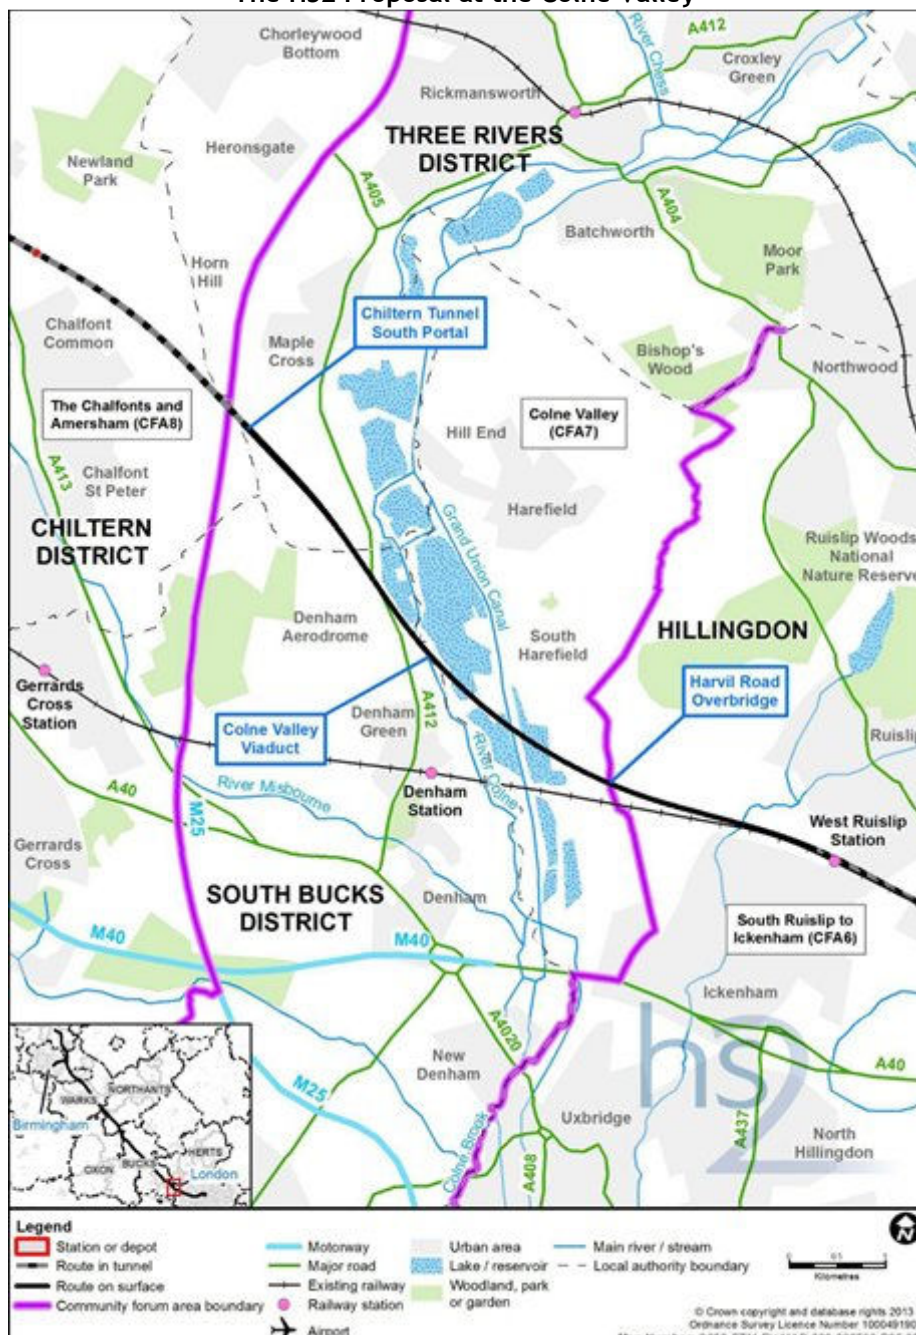 The HS2 Proposal at the Colne Valley
Chorleywood
Bottom
River Chess
A412
Croxley
Green
Rickmansworth
THREE RIVERS
DISTRICT
Heronsgate
Newland
Park
A405
A404
Batchworth
Moor
Park
Horn
Hill
Chiltern Tunnel
South Portal
Chalfont
Common
Maple
Cross
Bishop's
Wood
Northwood
The Chalfonts and
Amersham (CFA8)
Colne Valley
(CFA7)
Hill End
A413
Chalfont
St Peter
Harefield
CHILTERN
DISTRICT
Grand Union Canal
Ruislip Woods
National
Nature Reserve
Denham
Aerodrome
South
Harefield
HILLINGDON
Gerrards
Cross
Station
Harvil Road
Overbridge
Colne Valley
Viaduct
Denham
Green
A412
Ruislip
River Colne
River Misbourne
Denham
Station
A40
M25
West Ruislip
Station
Gerrards
Cross
SOUTH BUCKS
DISTRICT
Denham
South Ruislip to
Ickenham (CFA6)
M40
M40
Ickenham
hs2
A4020
New
Denham
A40
M25
Uxbridge
A437
North
Hillingdon
Colne Brook
A408
NORTHANTS
WARKS
Birmingham
OXON
BUCKS
HERTS
London
Legend
Station or depot
Route in tunnel
Route on surface
Community forum area boundary
Motorway
Major road
Existing railway
Railway station
Airport
Urban area
Lake / reservoir
Woodland, park
or garden
Main river / stream
Local authority boundary
N
0 0.5 1
Kilometres
© Crown copyright and database rights 2013
Ordnance Survey Licence Number 100049190